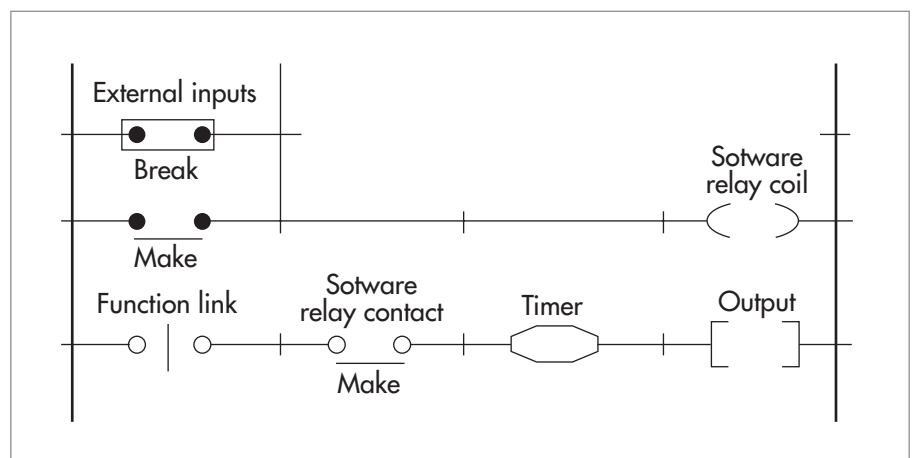 External inputs
Break
Sotware
relay coil
Make
Function link
Sotware
relay contact
Timer
Output
Make